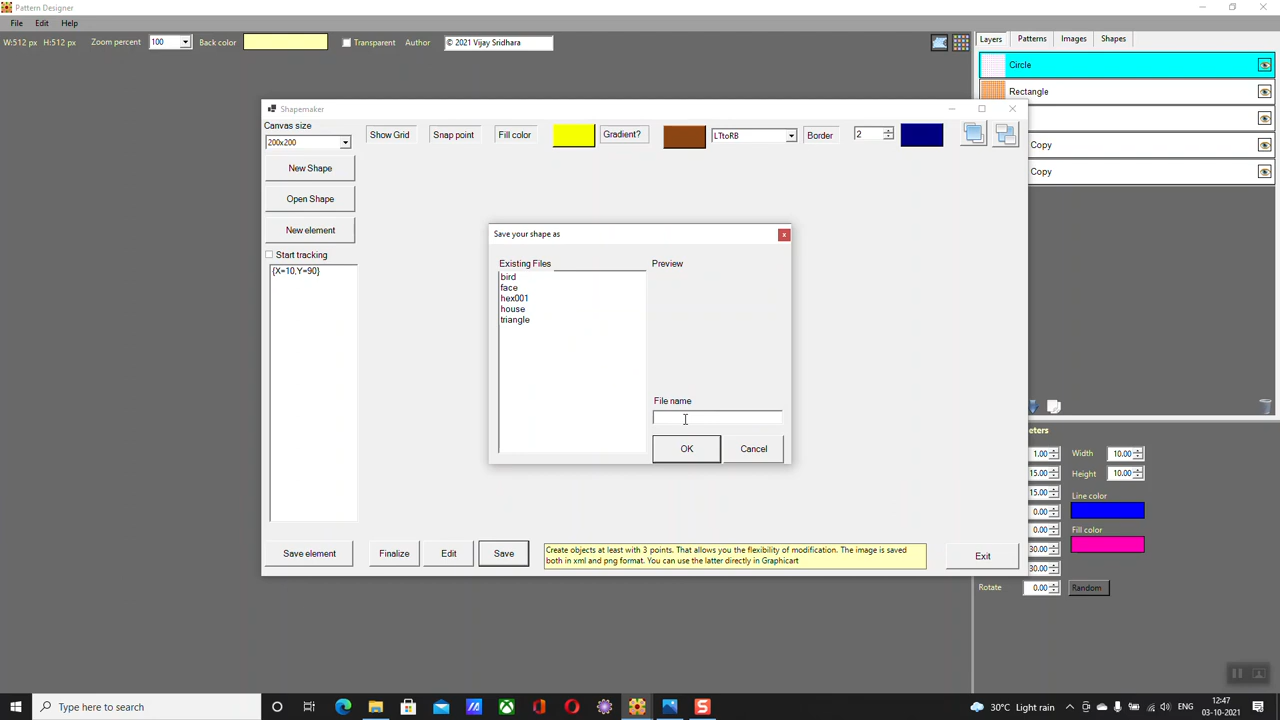 Pattern Designer
File Edit Help
W:512 px H:512 px Zoom percent 100 Back color Transparent Author © 2021 Vijay Sridhara
Layers Patterns Images Shapes
Circle
Rectangle
Copy
Copy
Shapemaker
Canvas size
200x200
Show Grid Snap point Fill color Gradient? LTtoRB Border 2
New Shape
Open Shape
New element
Start tracking
{X=10,Y=90}
Save your shape as
Existing Files Preview
bird
face
hex001
house
triangle
File name
OK Cancel
Save element Finalize Edit Save
Create objects at least with 3 points. That allows you the flexibility of modification. The image is saved
both in xml and png format. You can use the latter directly in Graphicart
Exit
eters
1.00 Width 10.00
15.00 Height 10.00
15.00 Line color
0.00
0.00 Fill color
30.00
30.00
Rotate 0.00 Random
Type here to search
30°C Light rain ENG 12:47
03-10-2021